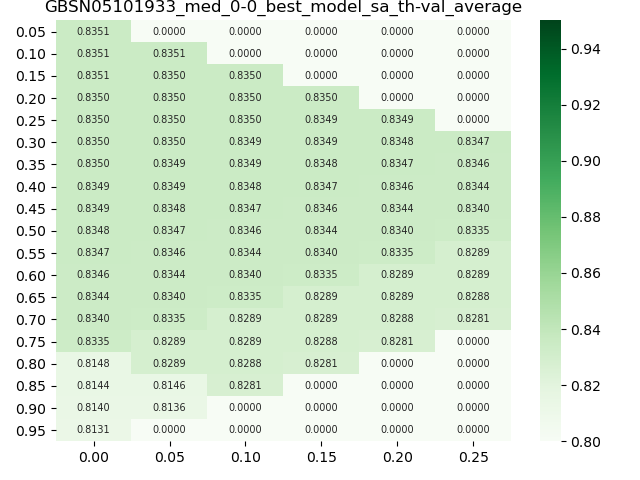 GBSN05101933_med_0-0_best_model_sa_th-val_average
0.05 0.8351 0.0000 0.0000 0.0000 0.0000 0.0000
0.10 0.8351 0.8351 0.0000 0.0000 0.0000 0.0000
0.15 0.8351 0.8350 0.8350 0.0000 0.0000 0.0000
0.20 0.8350 0.8350 0.8350 0.8350 0.0000 0.0000
0.25 0.8350 0.8350 0.8349 0.8349 0.8349 0.0000
0.30 0.8350 0.8350 0.8349 0.8349 0.8348 0.8347
0.35 0.8350 0.8349 0.8349 0.8348 0.8347 0.8346
0.40 0.8349 0.8349 0.8348 0.8347 0.8346 0.8344
0.45 0.8349 0.8348 0.8347 0.8346 0.8344 0.8340
0.50 0.8348 0.8347 0.8346 0.8344 0.8340 0.8335
0.55 0.8347 0.8346 0.8344 0.8340 0.8335 0.8289
0.60 0.8346 0.8344 0.8340 0.8335 0.8289 0.8289
0.65 0.8344 0.8340 0.8335 0.8289 0.8289 0.8288
0.70 0.8340 0.8335 0.8289 0.8289 0.8288 0.8281
0.75 0.8335 0.8289 0.8289 0.8288 0.8281 0.0000
0.80 0.8148 0.8289 0.8288 0.8281 0.0000 0.0000
0.85 0.8144 0.8146 0.8281 0.0000 0.0000 0.0000
0.90 0.8140 0.8136 0.0000 0.0000 0.0000 0.0000
0.95 0.8131 0.0000 0.0000 0.0000 0.0000 0.0000
0.00 0.05 0.10 0.15 0.20 0.25
0.94
0.92
0.90
0.88
0.86
0.84
0.82
0.80